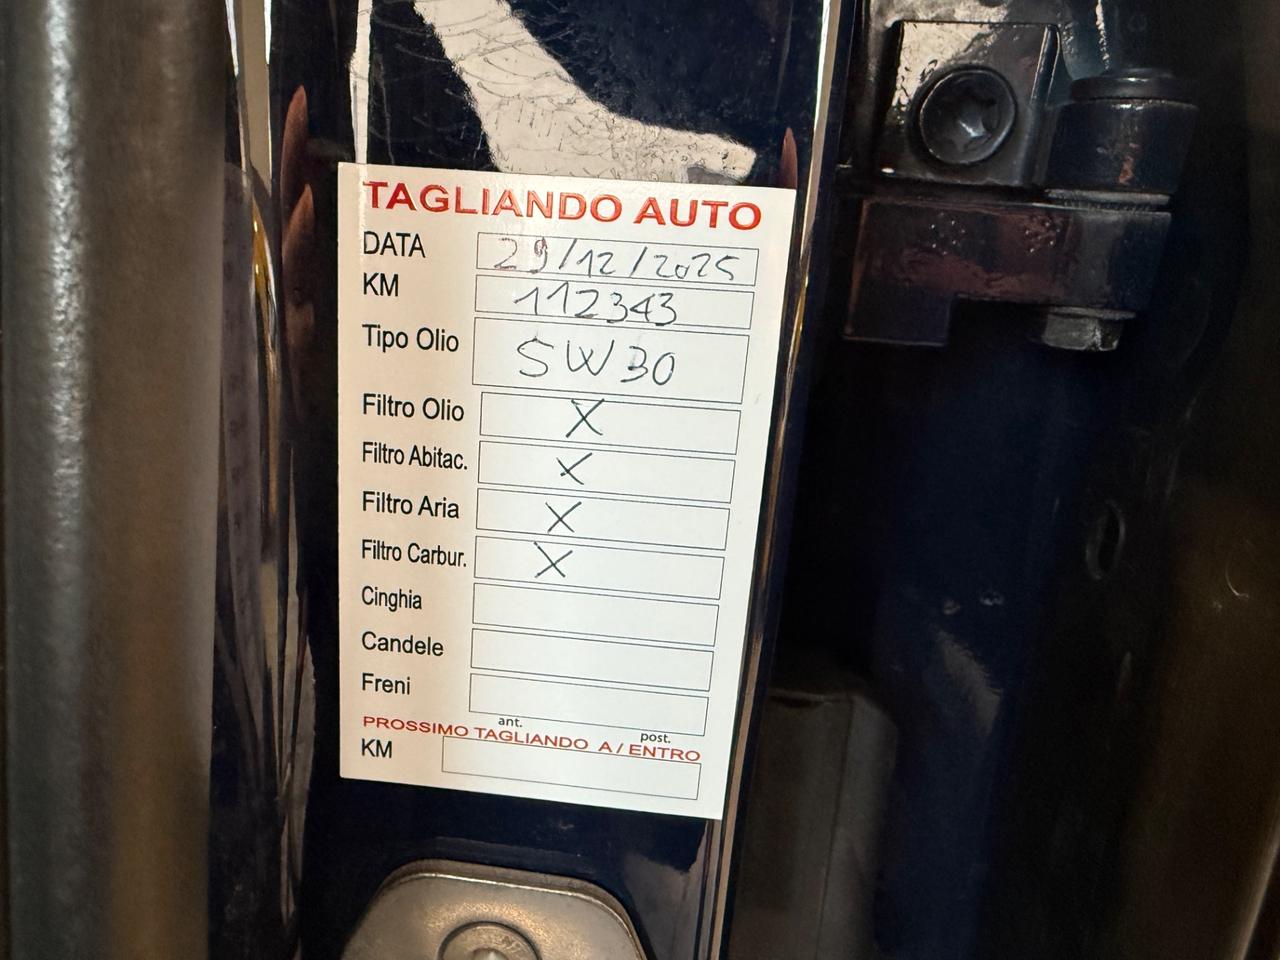 TAGLIANDO AUTO
DATA 29/12/2025
KM 112343
Tipo Olio 5W30
Filtro Olio X
Filtro Abitac. X
Filtro Aria X
Filtro Carbur. X
Cinghia
Candele
Freni
ant. post.
PROSSIMO TAGLIANDO A/ENTRO
KM